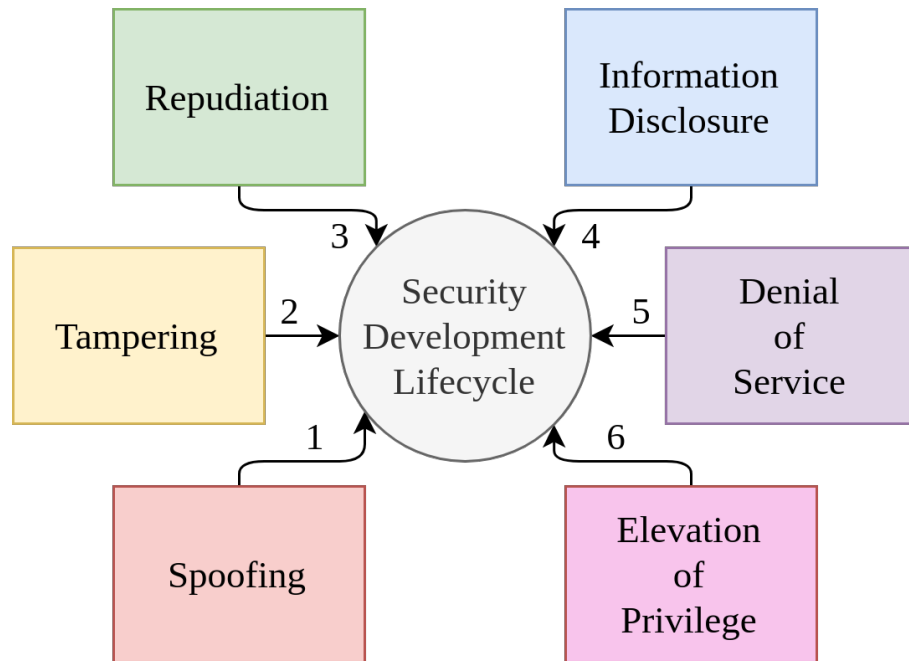 Repudiation
Information
Disclosure
3
4
Tampering
2
Security
Development
Lifecycle
5
Denial
of
Service
1
6
Spoofing
Elevation
of
Privilege